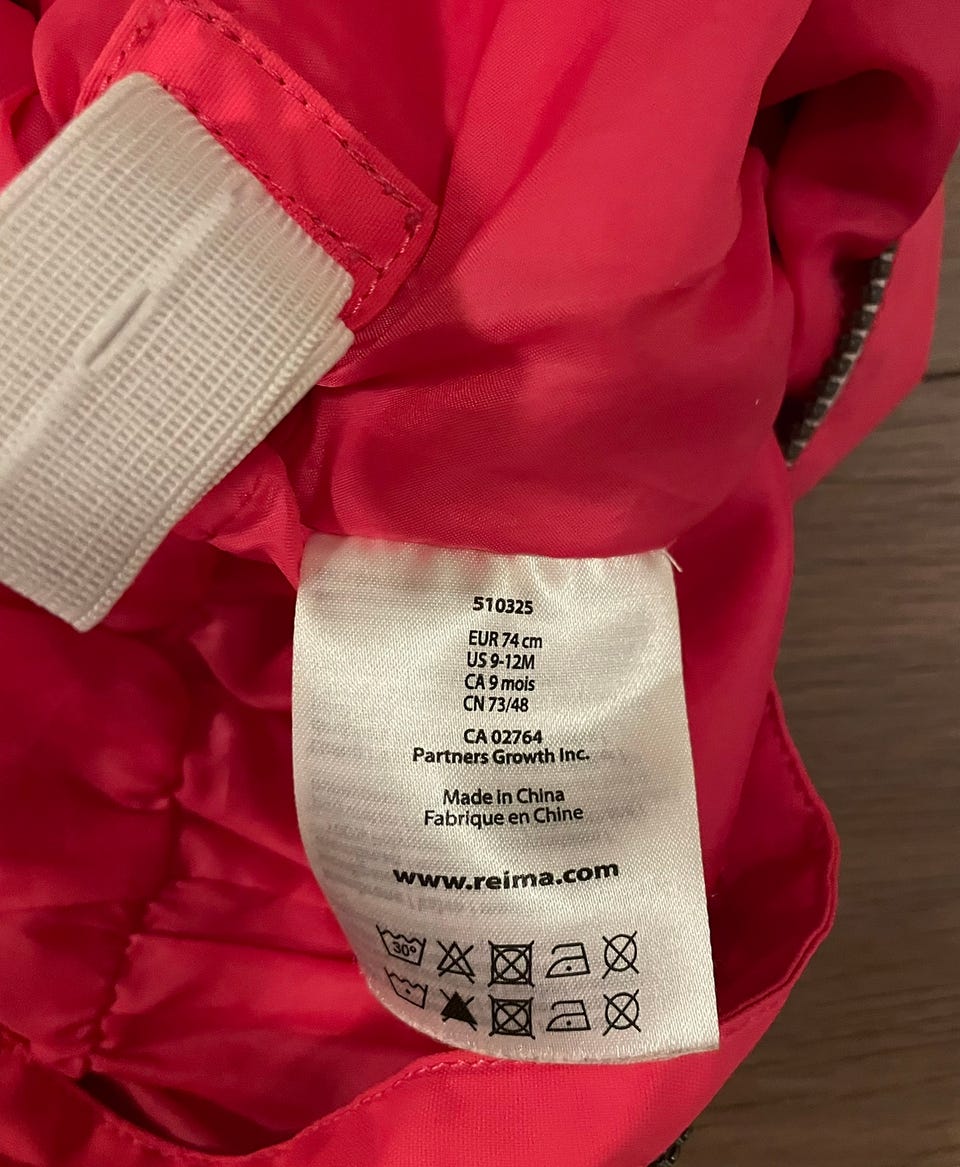 510325
EUR 74 cm
US 9-12M
CA 9 mois
CN 73/48
CA 02764
Partners Growth Inc.
Made in China
Fabrique en Chine
www.reima.com
30°